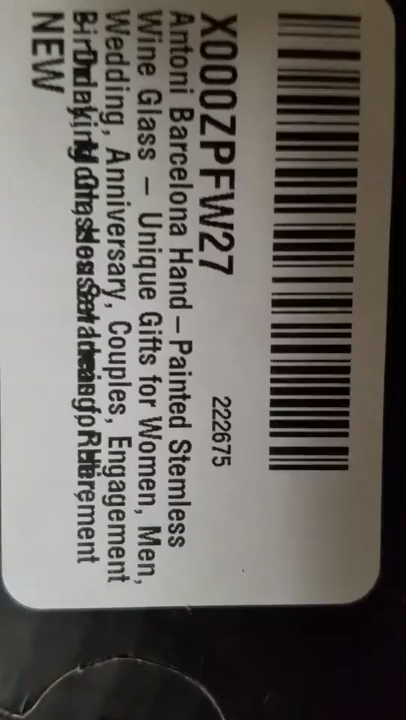 X000ZPFW27
222675
Antoni Barcelona Hand-Painted Stemless
Wine Glass – Unique Gifts for Women, Men,
Wedding, Anniversary, Couples, Engagement
NEW